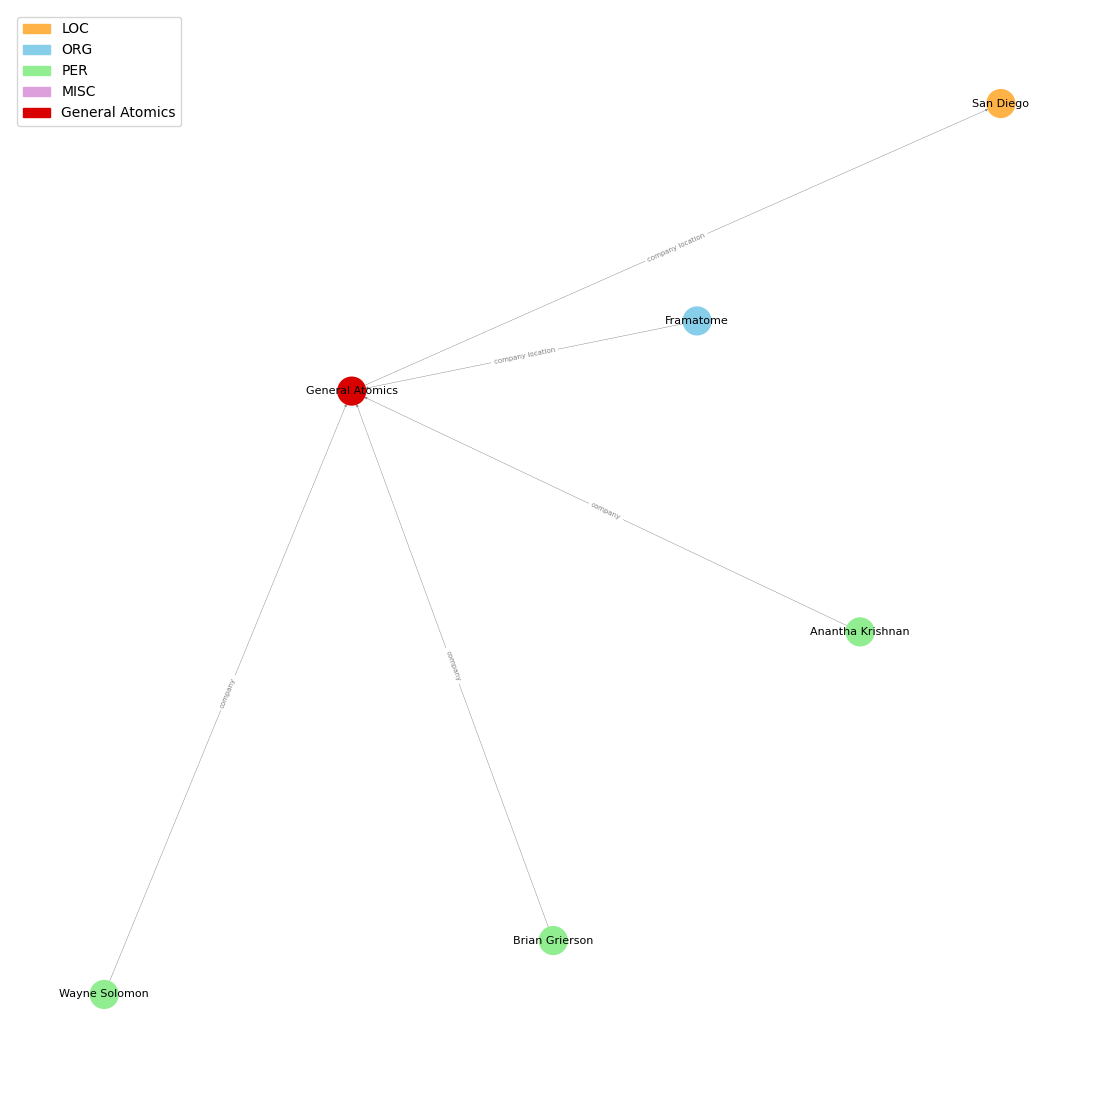 LOC
ORG
PER
MISC
General Atomics
San Diego
company location
Framatome
company location
General Atomics
company
Anantha Krishnan
company
company
Brian Grierson
Wayne Solomon